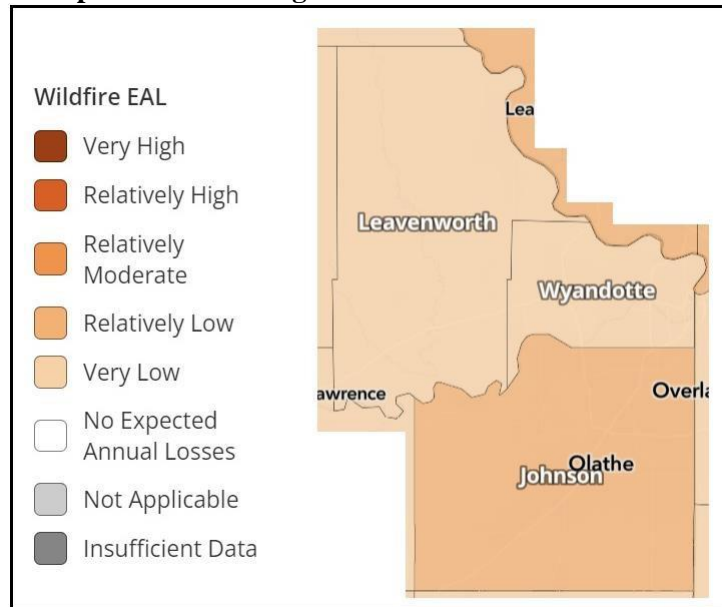 Wildfire EAL
Very High
Relatively High
Relatively
Moderate
Relatively Low
Very Low
No Expected
Annual Losses
Not Applicable
Insufficient Data
Lea
Leavenworth
Wyandotte
awrence
Overla
Olathe
Johnson